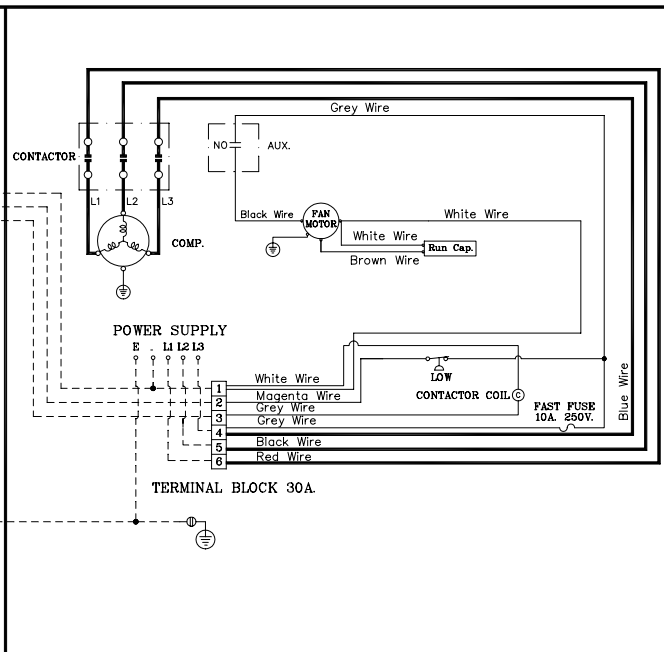 Grey Wire
NO
AUX.
CONTACTOR
L1 L2 L3
Black Wire
FAN
MOTOR
White Wire
White Wire
Run Cap.
COMP.
Brown Wire
POWER SUPPLY
E - L1 L2 L3
LOW
White Wire
1
Magenta Wire
2
CONTACTOR COIL
C
Grey Wire
3
Grey Wire
4
FAST FUSE
10A. 250V.
Blue Wire
Black Wire
5
Red Wire
6
TERMINAL BLOCK 30A.